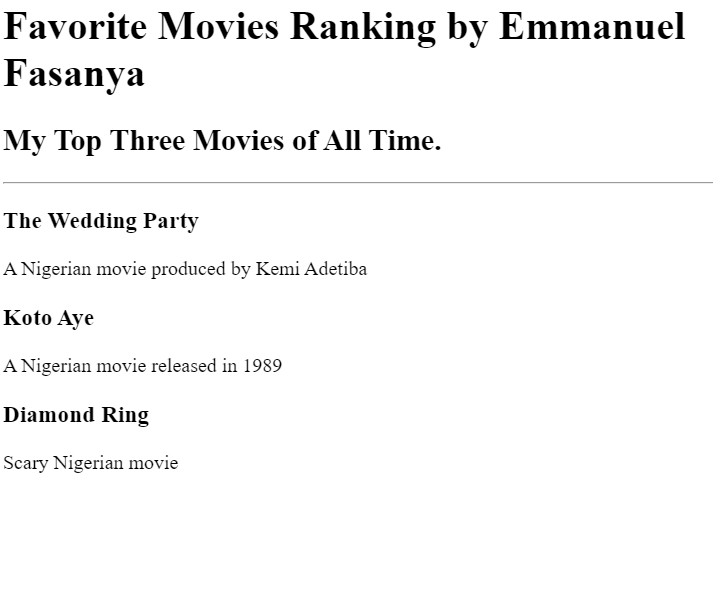 Favorite Movies Ranking by Emmanuel
Fasanya
My Top Three Movies of All Time.
The Wedding Party
A Nigerian movie produced by Kemi Adetiba
Koto Aye
A Nigerian movie released in 1989
Diamond Ring
Scary Nigerian movie